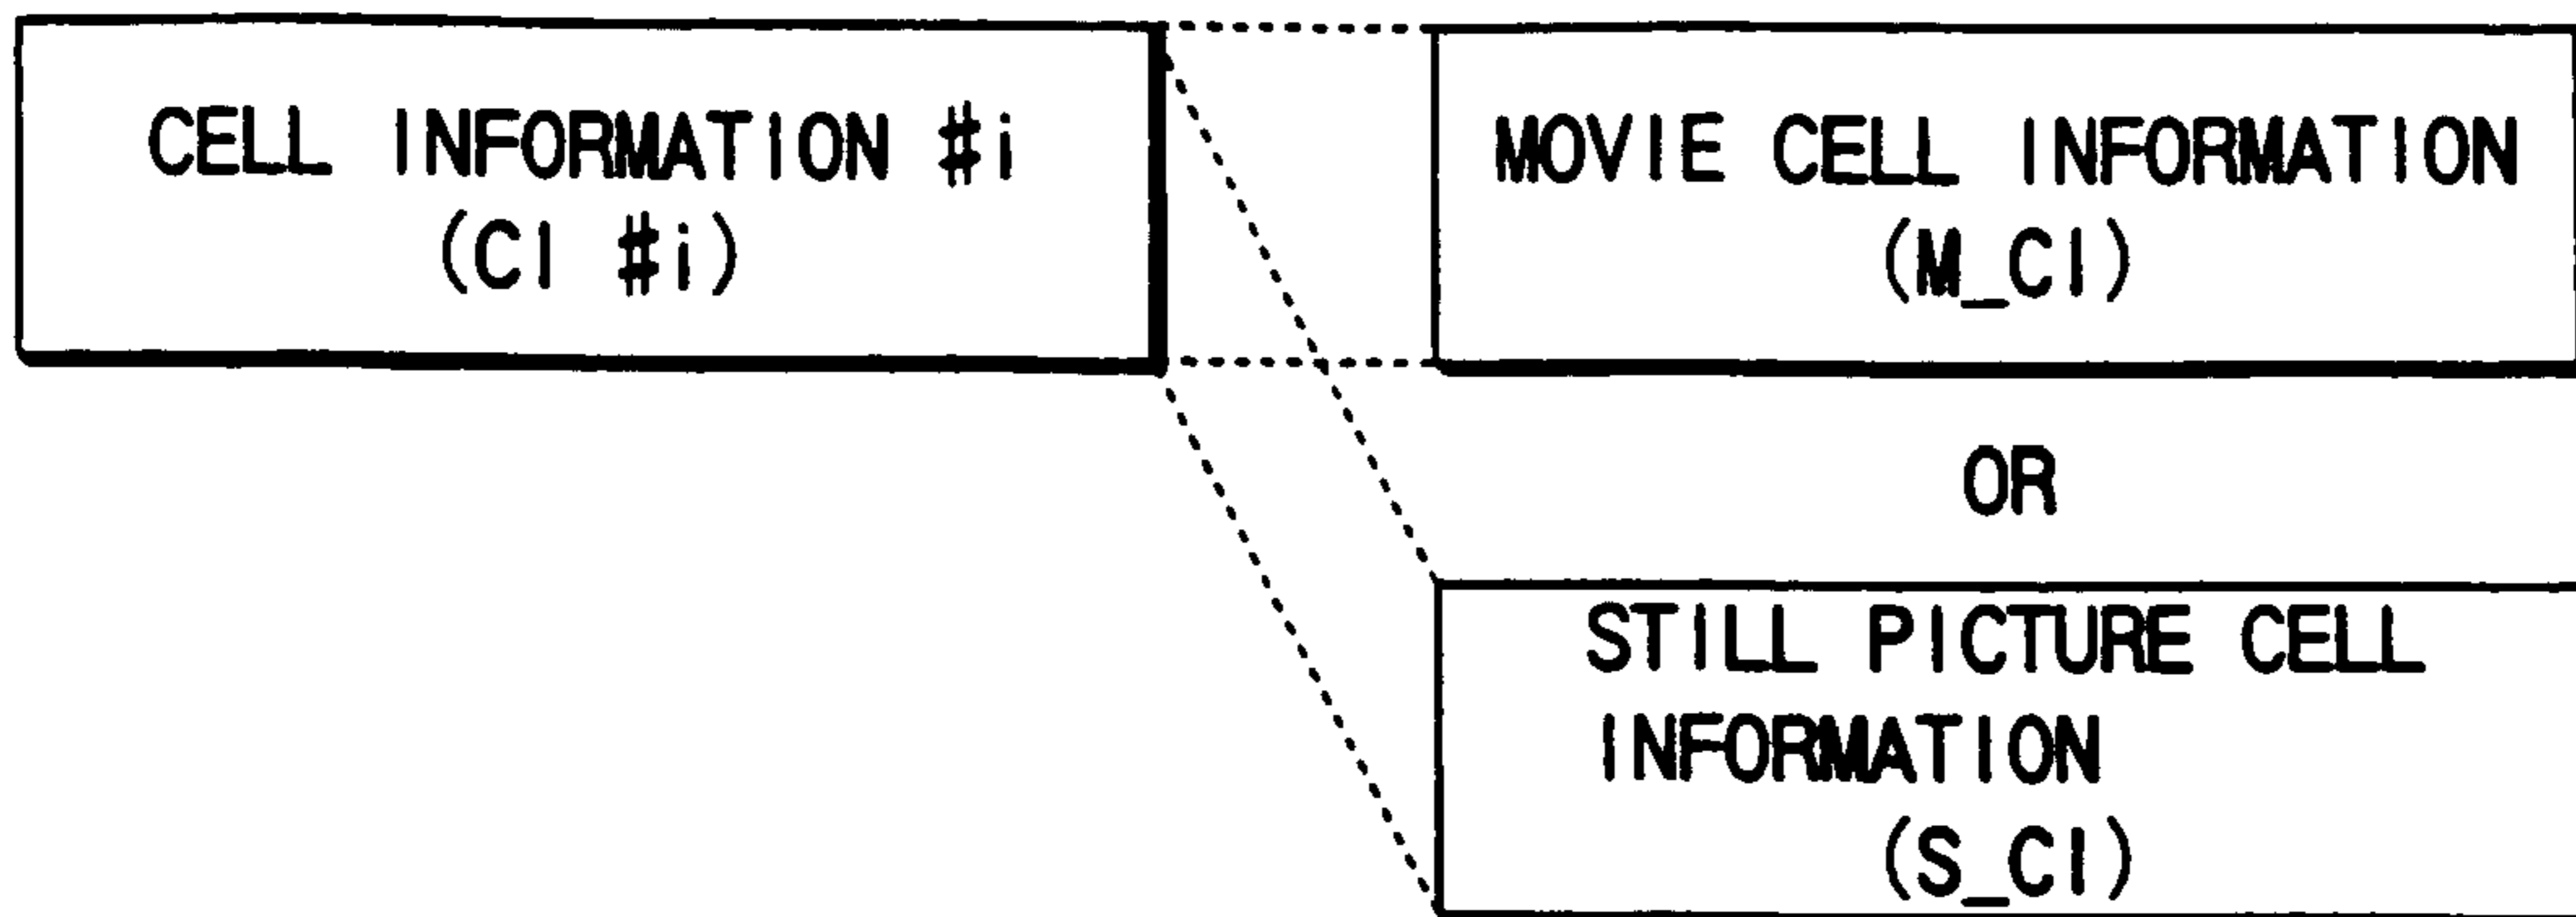 CELL INFORMATION #i
(CI #i)
MOVIE CELL INFORMATION
(M_CI)
OR
STILL PICTURE CELL
INFORMATION
(S_CI)